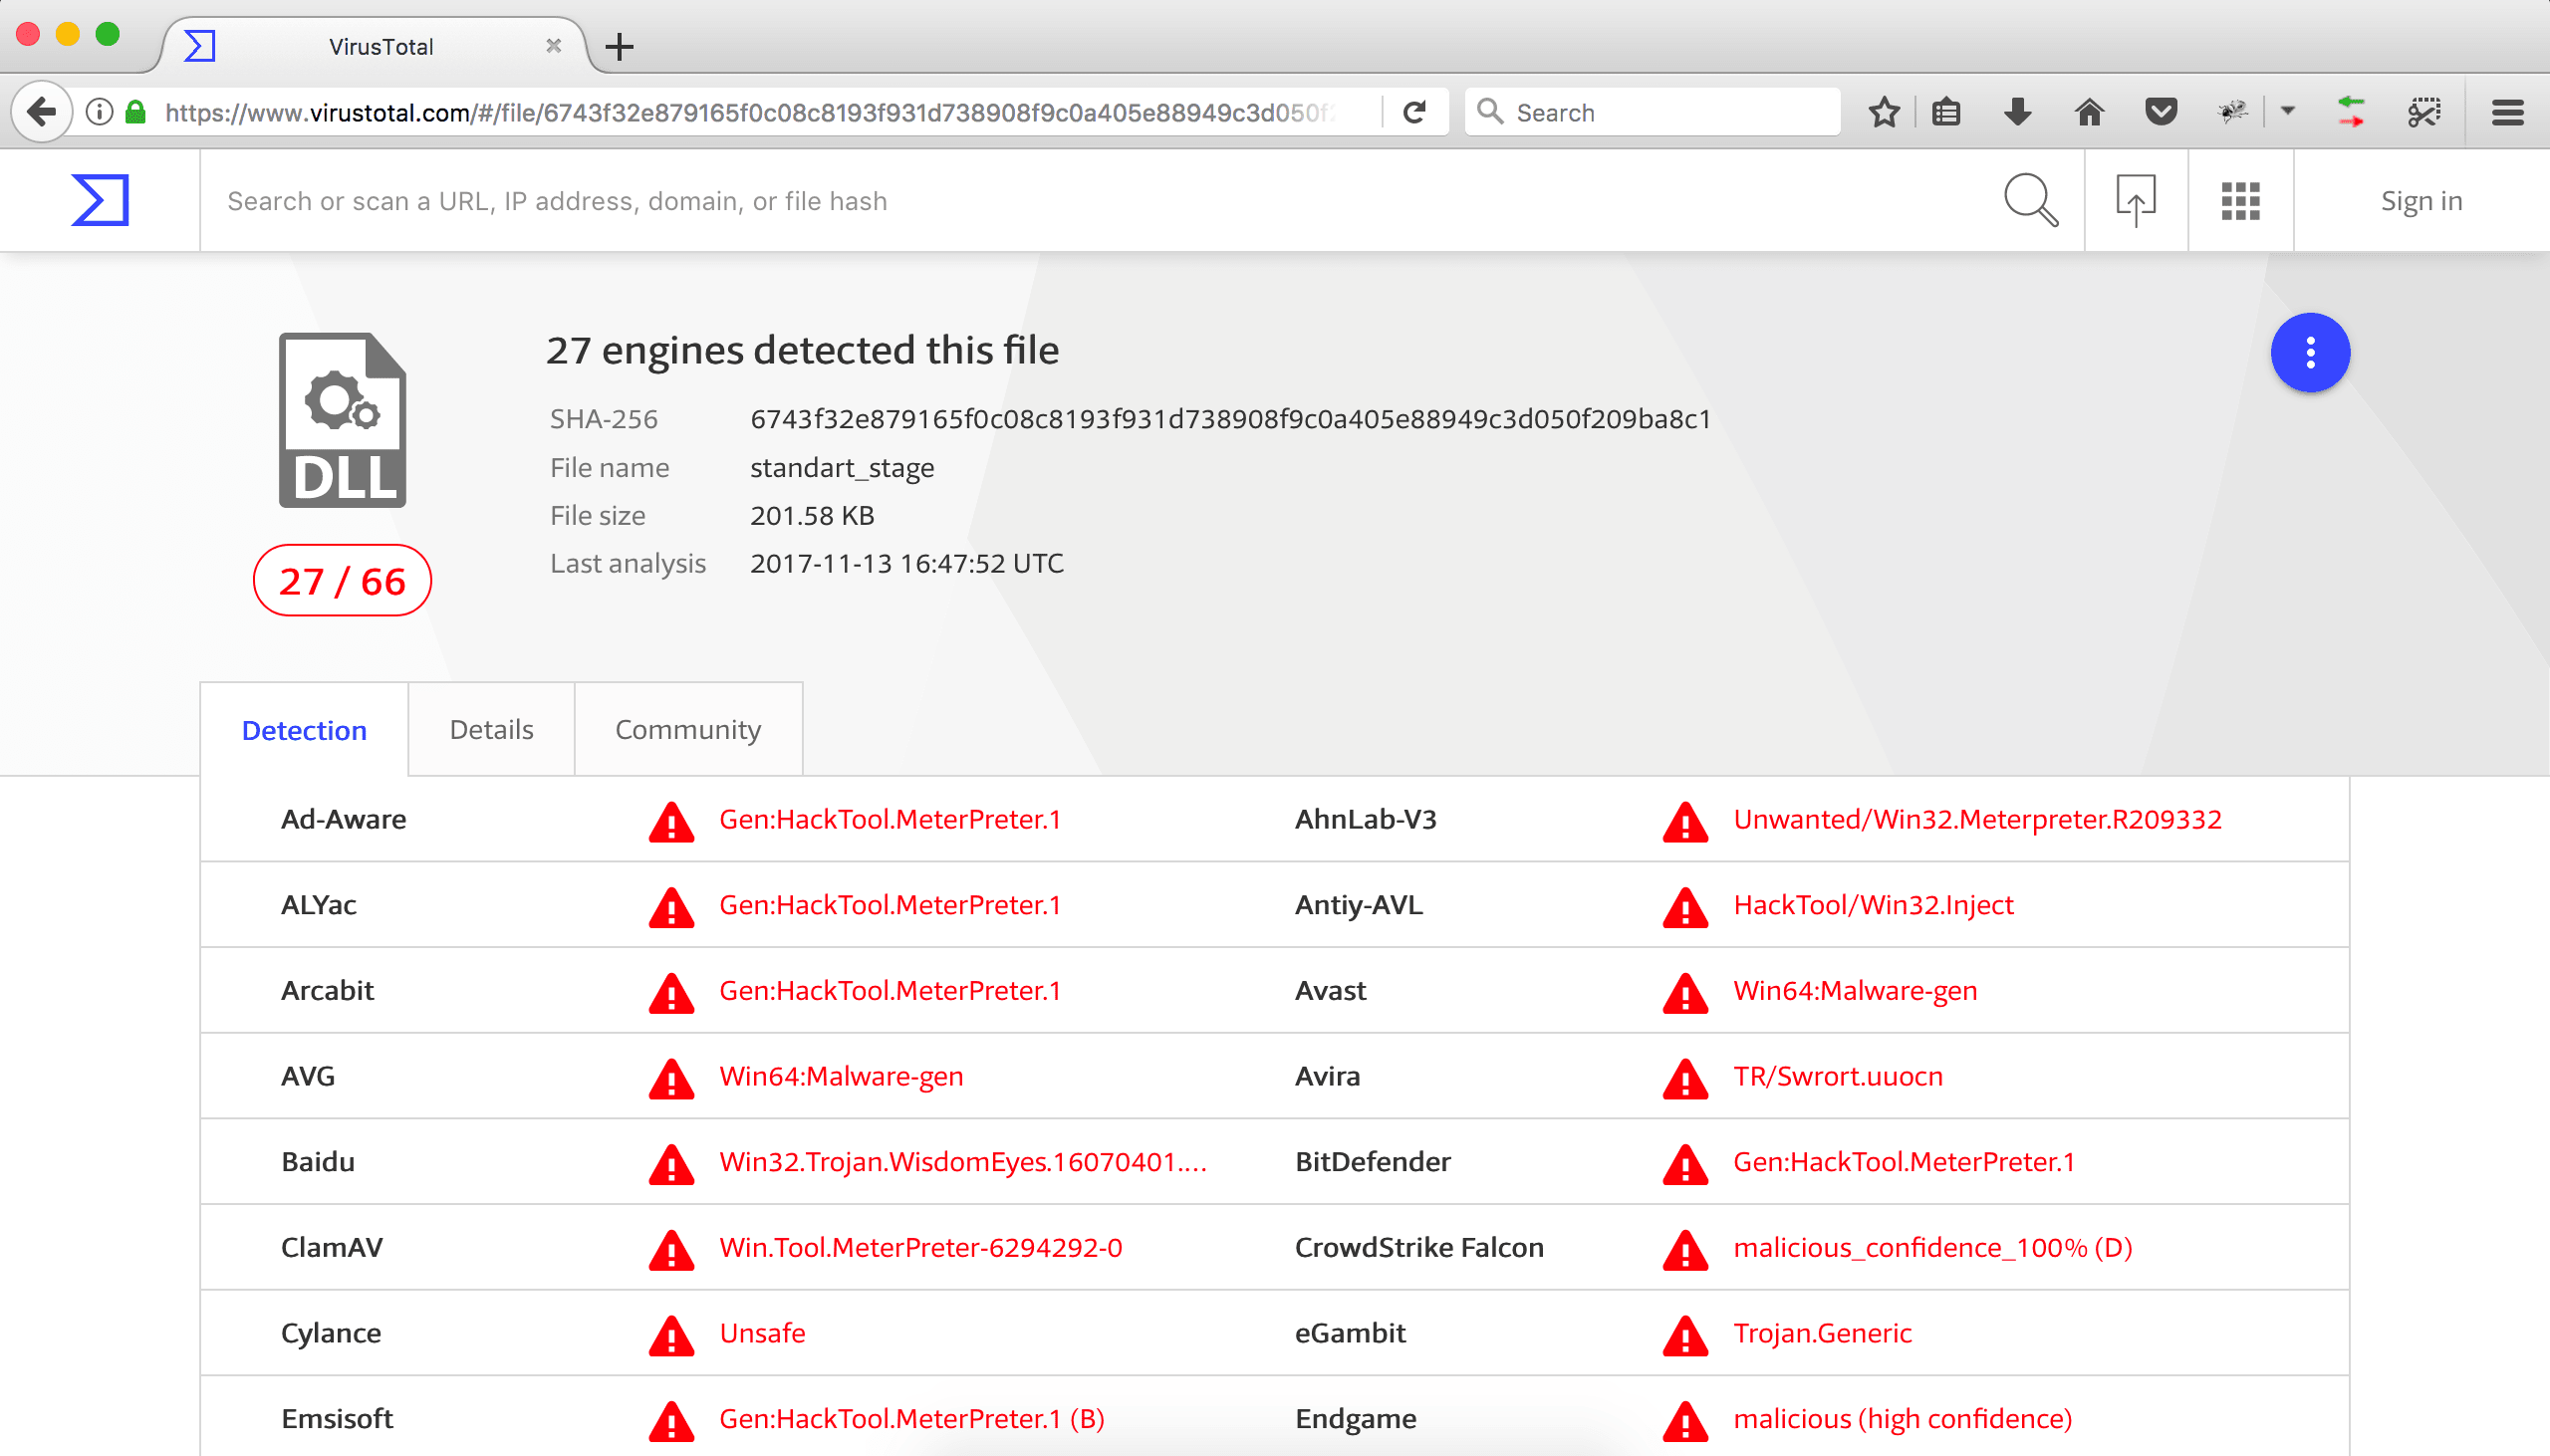 VirusTotal
https://www.virustotal.com/#/file/6743f32e879165f0c08c8193f931d738908f9c0a405e88949c3d050f2
Search
Search or scan a URL, IP address, domain, or file hash
Sign in
DLL
27 / 66
27 engines detected this file
SHA-256 6743f32e879165f0c08c8193f931d738908f9c0a405e88949c3d050f209ba8c1
File name standart_stage
File size 201.58 KB
Last analysis 2017-11-13 16:47:52 UTC
Detection Details Community
Ad-Aware Gen:HackTool.MeterPreter.1 AhnLab-V3 Unwanted/Win32.Meterpreter.R209332
ALYac Gen:HackTool.MeterPreter.1 Antiy-AVL HackTool/Win32.Inject
Arcabit Gen:HackTool.MeterPreter.1 Avast Win64:Malware-gen
AVG Win64:Malware-gen Avira TR/Swrort.uuocn
Baidu Win32.Trojan.WisdomEyes.16070401.... BitDefender Gen:HackTool.MeterPreter.1
ClamAV Win.Tool.MeterPreter-6294292-0 CrowdStrike Falcon malicious_confidence_100% (D)
Cylance Unsafe eGambit Trojan.Generic
Emsisoft Gen:HackTool.MeterPreter.1 (B) Endgame malicious (high confidence)